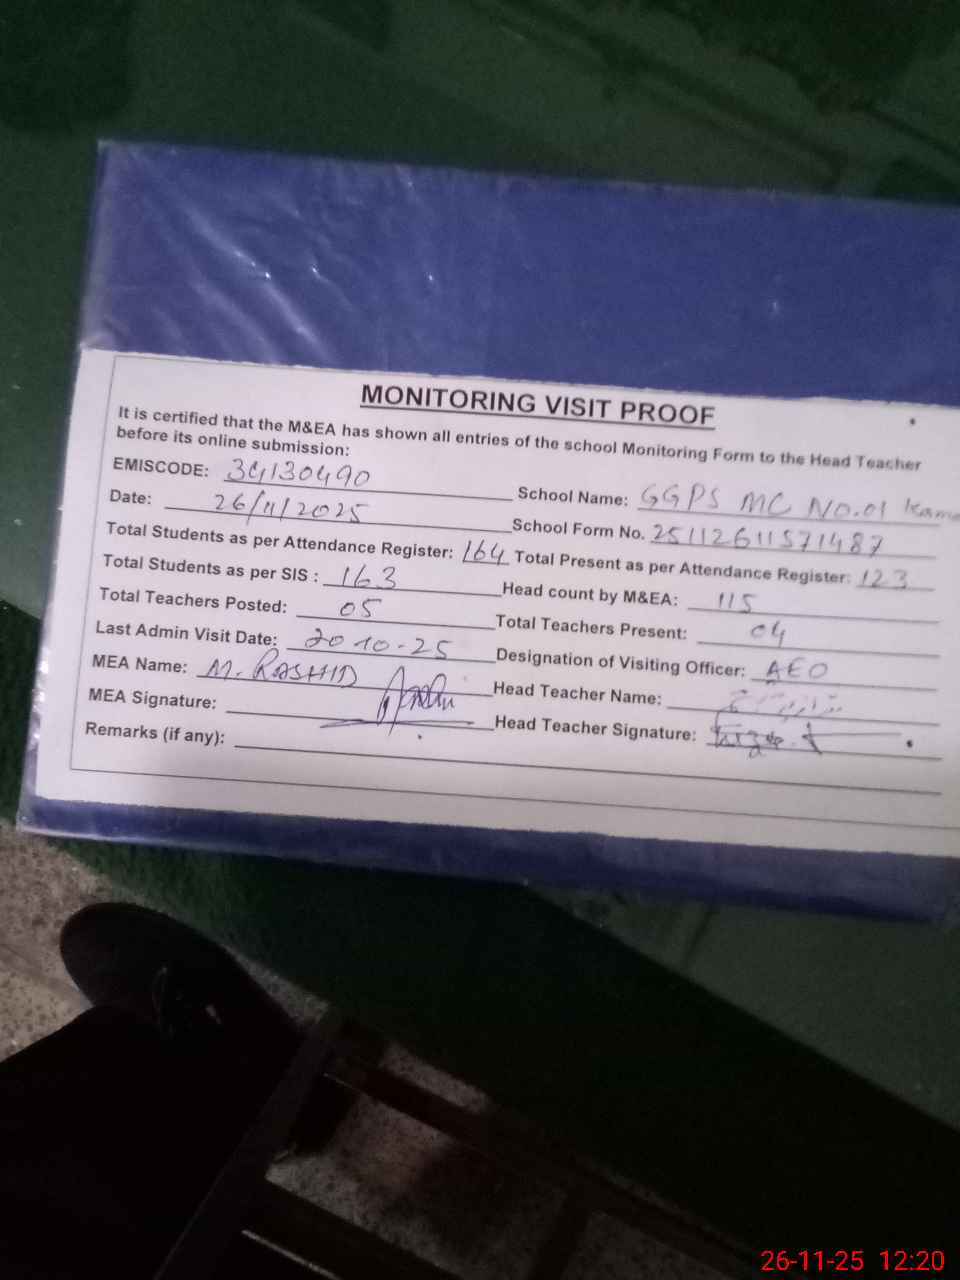 MONITORING VISIT PROOF
It is certified that the M&EA has shown all entries of the school Monitoring Form to the Head Teacher
before its online submission:
EMISCODE: 34130490 School Name: GGPS MC No.01
Date: 26/11/2025 School Form No. 25112611571487
Total Students as per Attendance Register: 164 Total Present as per Attendance Register: 123
Total Students as per SIS : 163 Head count by M&EA: 115
Total Teachers Posted: 05 Total Teachers Present: 04
Last Admin Visit Date: 20-10-25 Designation of Visiting Officer: AEO
MEA Name: M. RASHID Head Teacher Name:
MEA Signature: Head Teacher Signature:
Remarks (if any):
26-11-25 12:20